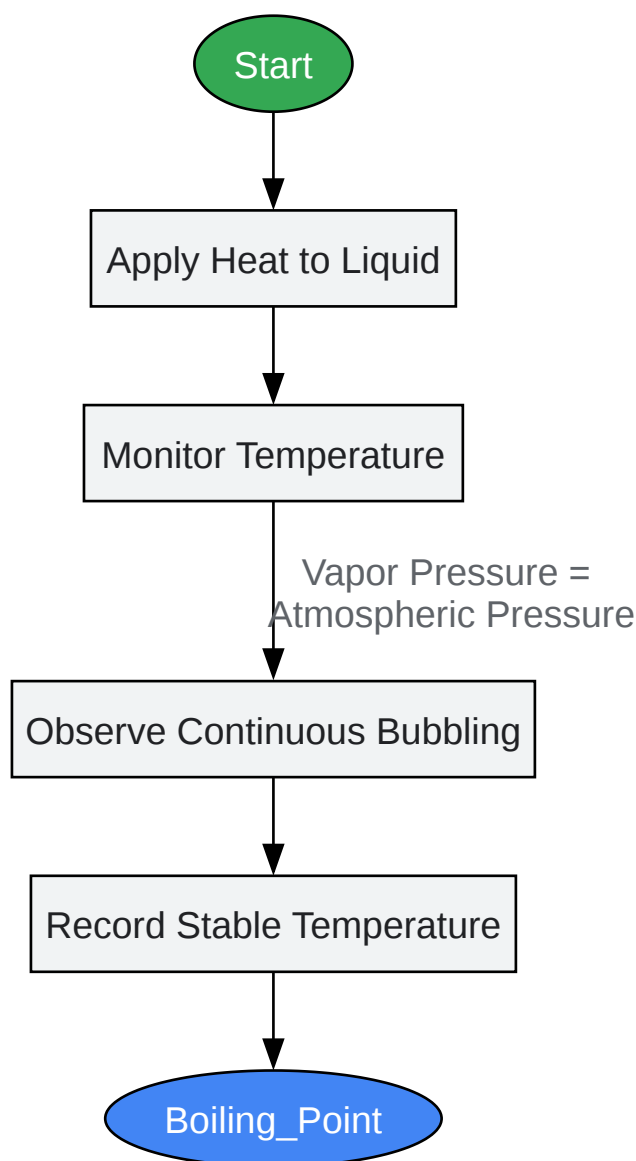 Start
Apply Heat to Liquid
Monitor Temperature
Vapor Pressure =
Atmospheric Pressure
Observe Continuous Bubbling
Record Stable Temperature
Boiling_Point